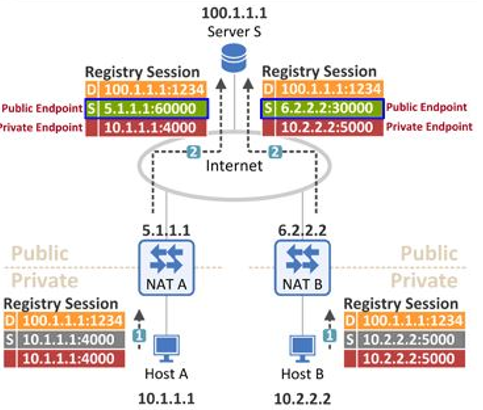 100.1.1.1
Server S
Registry Session
D 100.1.1.1:1234
Public Endpoint S 5.1.1.1:60000
Private Endpoint 10.1.1.1:4000
Registry Session
D 100.1.1.1:1234
S 6.2.2.2:30000 Public Endpoint
10.2.2.2:5000 Private Endpoint
2
2
Internet
5.1.1.1
6.2.2.2
NAT A
NAT B
Public
Private
Public
Private
Registry Session
D 100.1.1.1:1234
S 10.1.1.1:4000
10.1.1.1:4000
1
Host A
10.1.1.1
1
Host B
10.2.2.2
Registry Session
D 100.1.1.1:1234
S 10.2.2.2:5000
10.2.2.2:5000